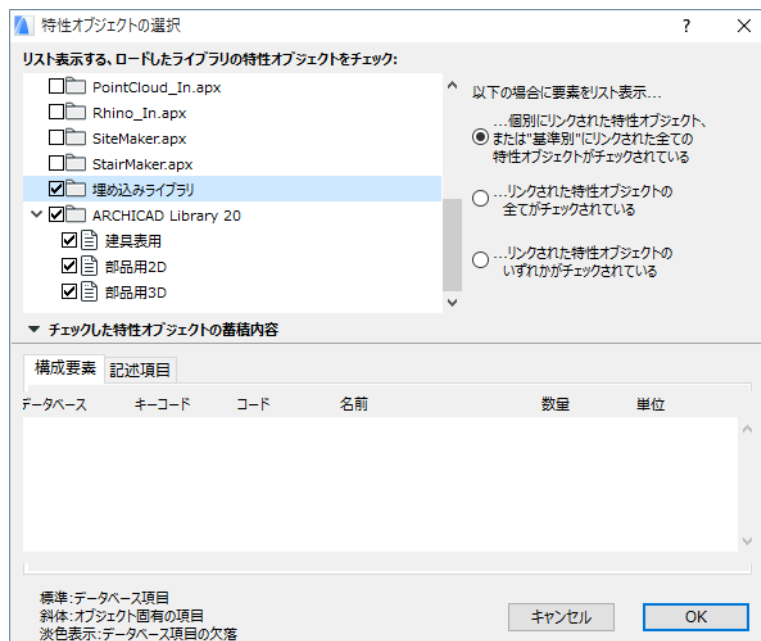 特性オブジェクトの選択
?
リスト表示する、ロードしたライブラリの特性オブジェクトをチェック:
PointCloud_In.apx
Rhino_In.apx
SiteMaker.apx
StairMaker.apx
埋め込みライブラリ
ARCHICAD Library 20
建具表用
部品用2D
部品用3D
以下の場合に要素をリスト表示...
...個別にリンクされた特性オブジェクト、
または"基準別"にリンクされた全ての
特性オブジェクトがチェックされている
...リンクされた特性オブジェクトの
全てがチェックされている
...リンクされた特性オブジェクトの
いずれかがチェックされている
チェックした特性オブジェクトの蓄積内容
構成要素 記述項目
データベース キーコード コード 名前 数量 単位
標準:データベース項目
斜体:オブジェクト固有の項目
淡色表示:データベース項目の欠落
キャンセル OK